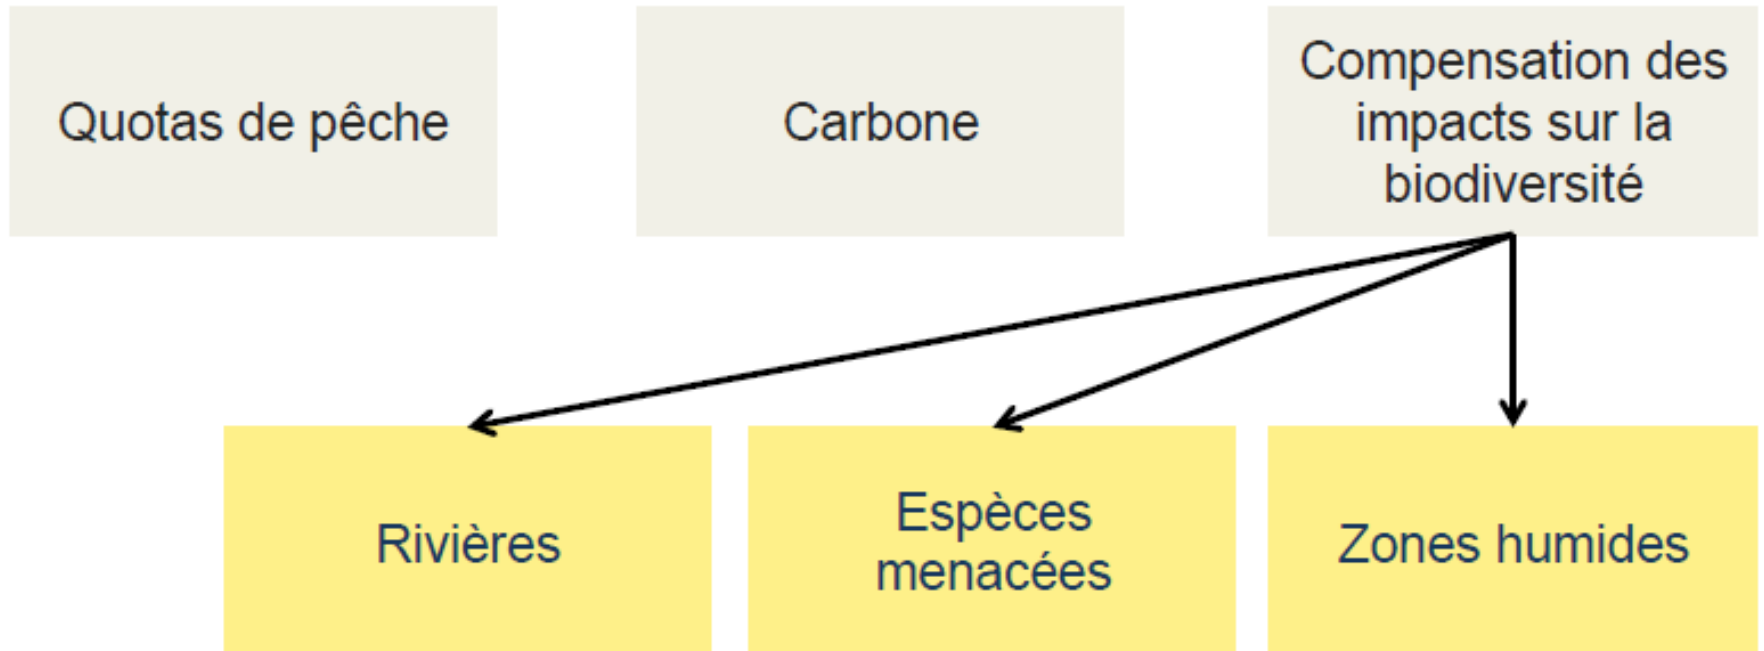 Quotas de pêche
Carbone
Compensation des
impacts sur la
biodiversité
Rivières
Espèces
menacées
Zones humides